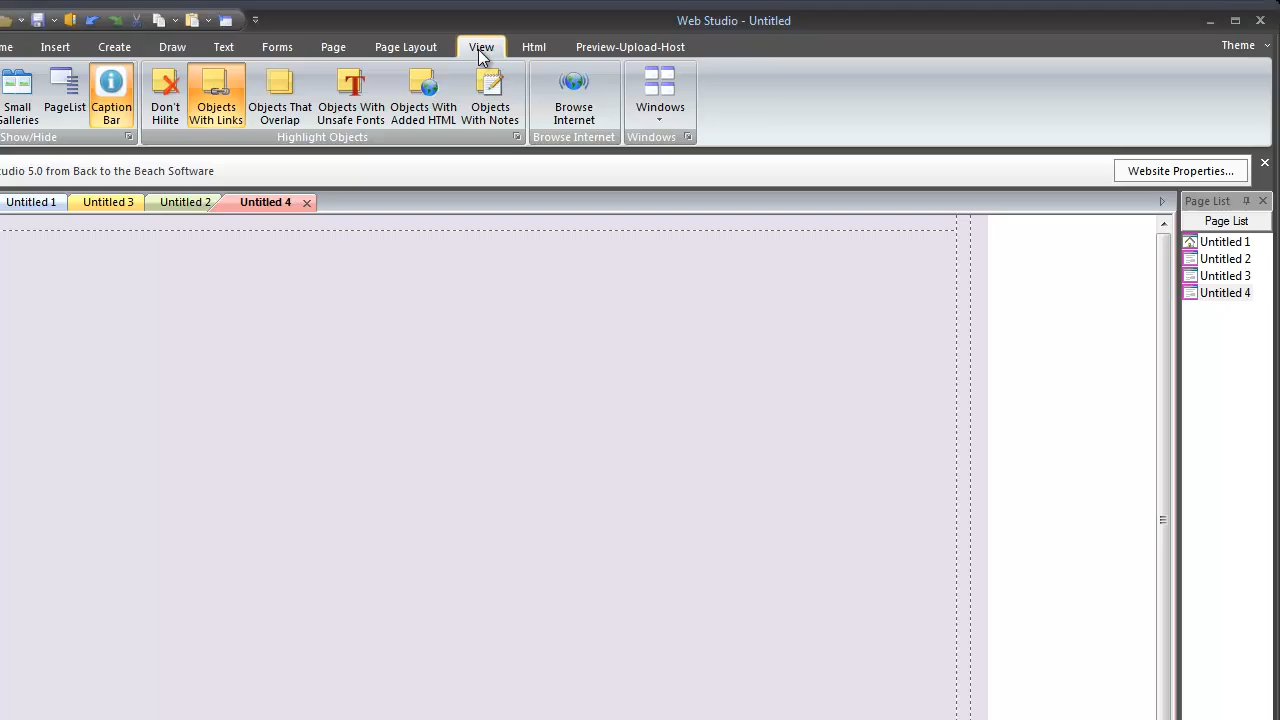 Web Studio - Untitled
me Insert Create Draw Text Forms Page Page Layout View Html Preview-Upload-Host Theme
Small Galleries
PageList
Caption Bar
Don't Hilite
Objects With Links
Objects That Overlap
Objects With Unsafe Fonts
Objects With Added HTML
Objects With Notes
Browse Internet
Windows
Show/Hide Highlight Objects Browse Internet Windows
tudio 5.0 from Back to the Beach Software
Website Properties...
Untitled 1 Untitled 3 Untitled 2 Untitled 4
Page List
Page List
Untitled 1
Untitled 2
Untitled 3
Untitled 4